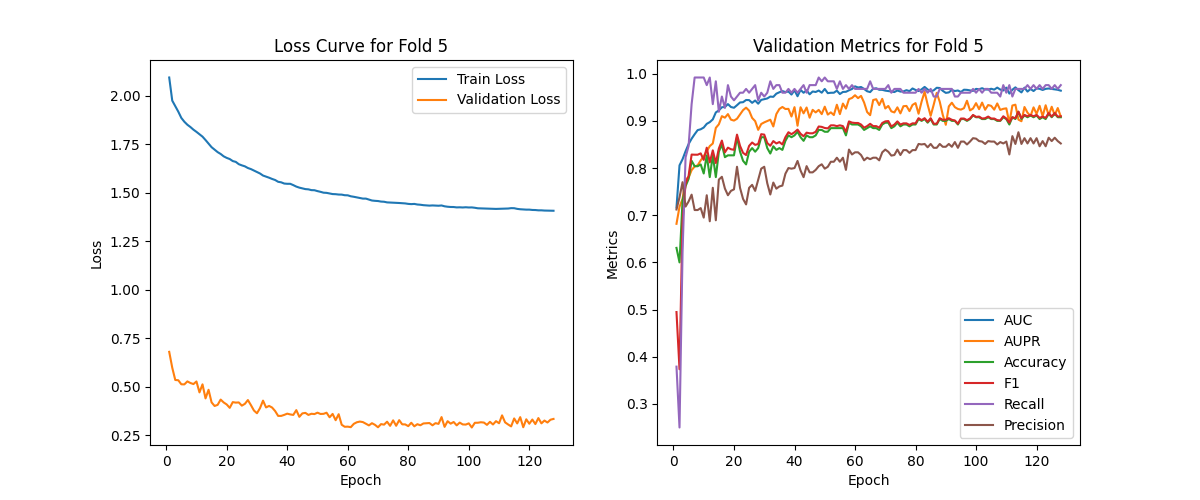 Loss Curve for Fold 5
Train Loss
Validation Loss
2.00
1.75
1.50
1.25
1.00
0.75
0.50
0.25
Loss
0 20 40 60 80 100 120
Epoch
Validation Metrics for Fold 5
1.0
0.9
0.8
0.7
0.6
0.5
0.4
0.3
Metrics
AUC
AUPR
Accuracy
F1
Recall
Precision
0 20 40 60 80 100 120
Epoch